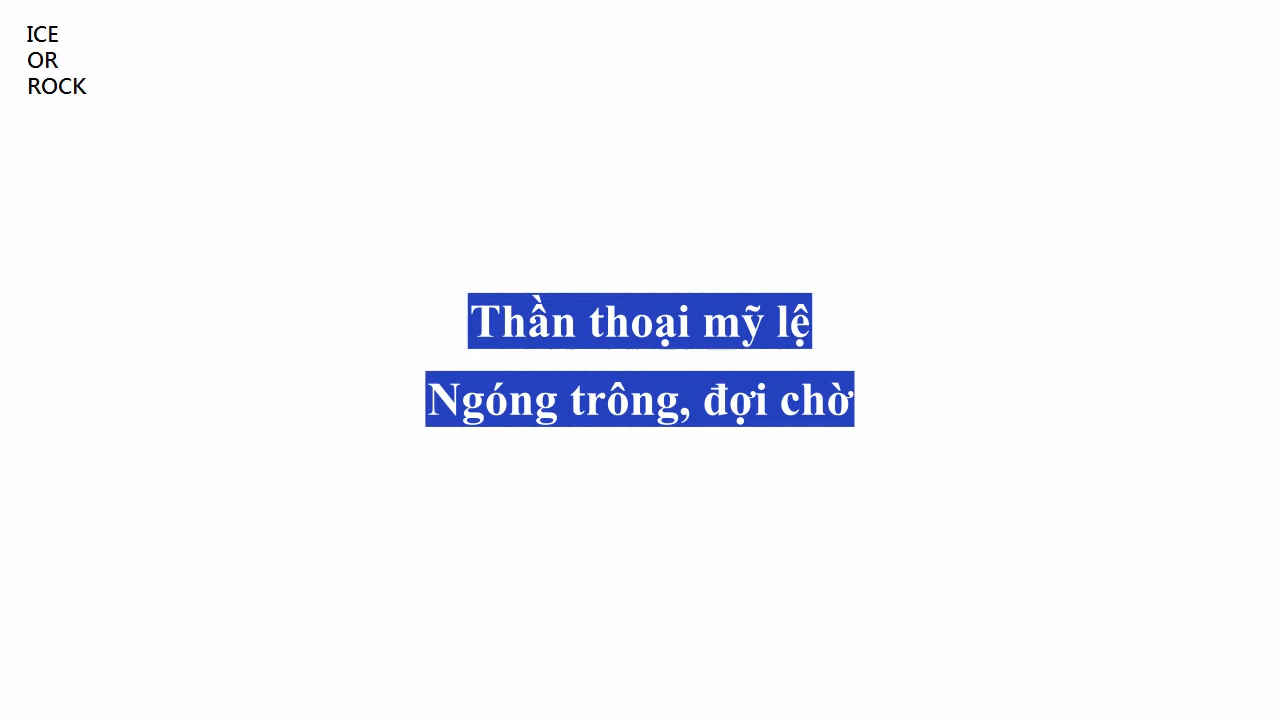 ICE
OR
ROCK
Thần thoại mỹ lệ
Ngóng trông, đợi chờ